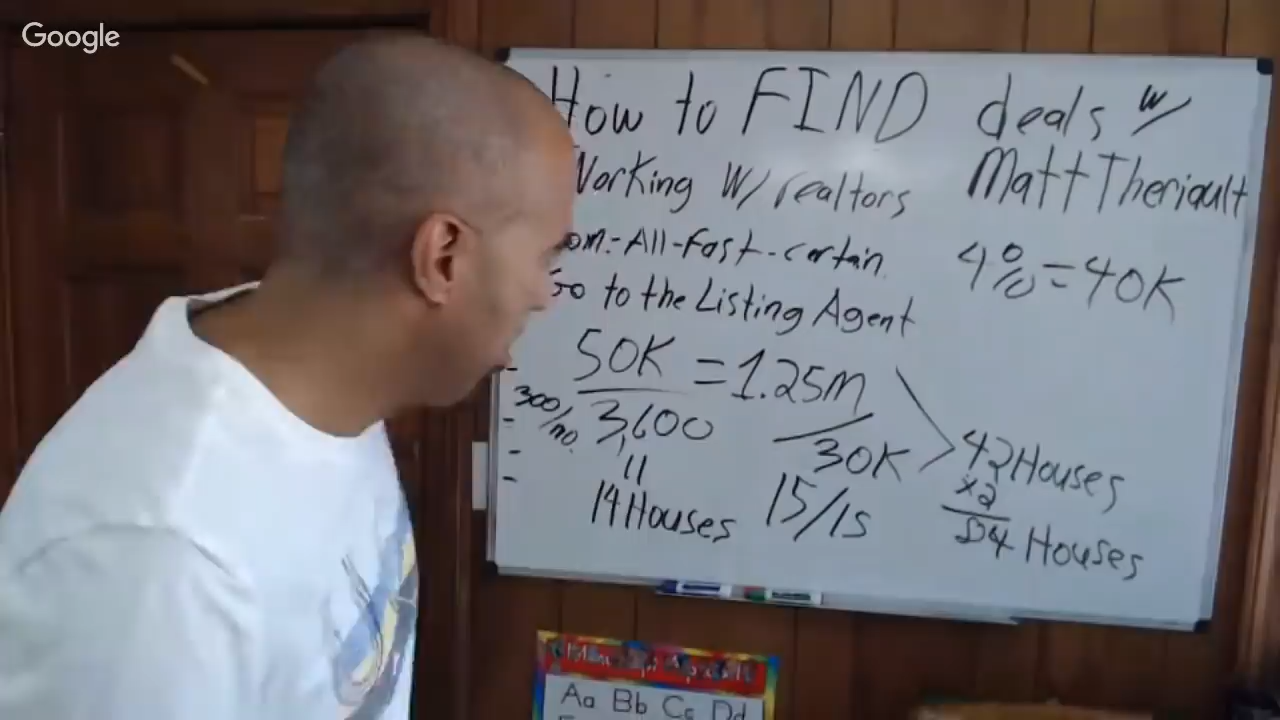 Google
How to FIND deals w/
Matt Theriault
Working W/ realtors
om:-All-Fast-certain
4%=40K
Go to the Listing Agent
50K =1.25m
300/mo. 3,600 30K
42 Houses
x2
14 Houses 15/15
84 Houses
Aa Bb Cc Dd